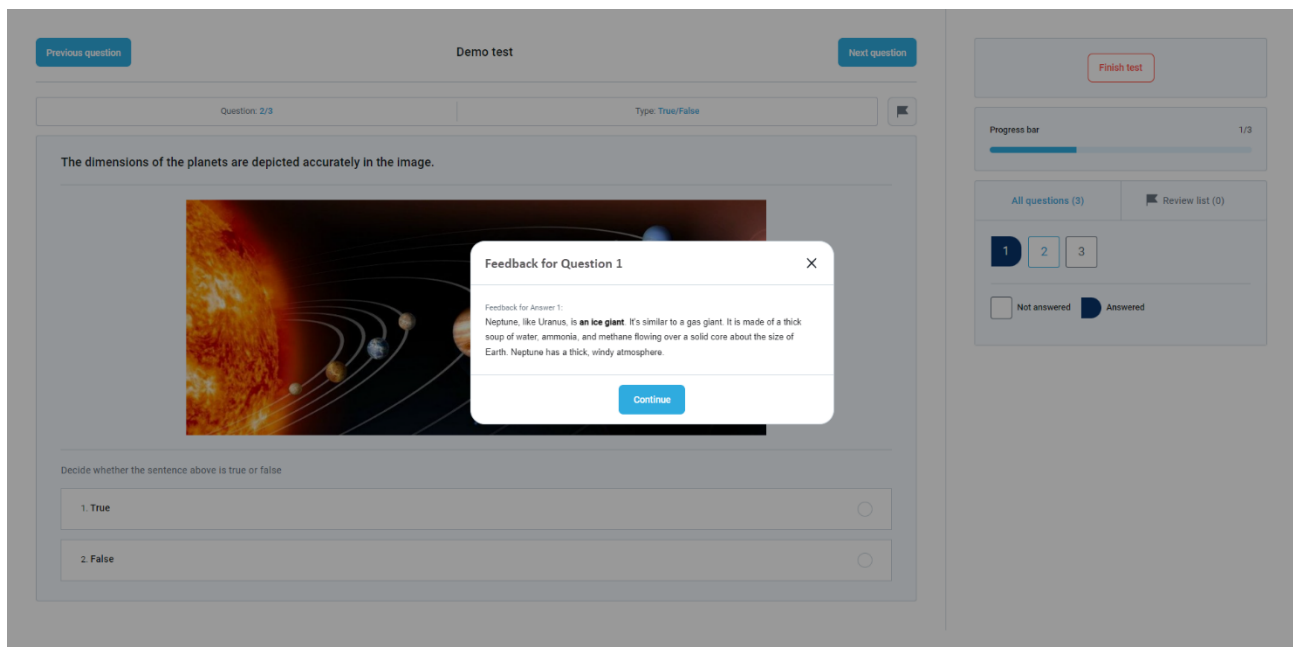 Previous question
Demo test
Next question
Question: 2/3
Type: True/False
The dimensions of the planets are depicted accurately in the image.
Feedback for Question 1
Feedback for Answer 1:
Neptune, like Uranus, is an ice giant. It's similar to a gas giant. It is made of a thick
soup of water, ammonia, and methane flowing over a solid core about the size of
Earth. Neptune has a thick, windy atmosphere.
Continue
Decide whether the sentence above is true or false
1. True
2. False
Finish test
Progress bar
1/3
All questions (3)
Review list (0)
1
2
3
Not answered
Answered